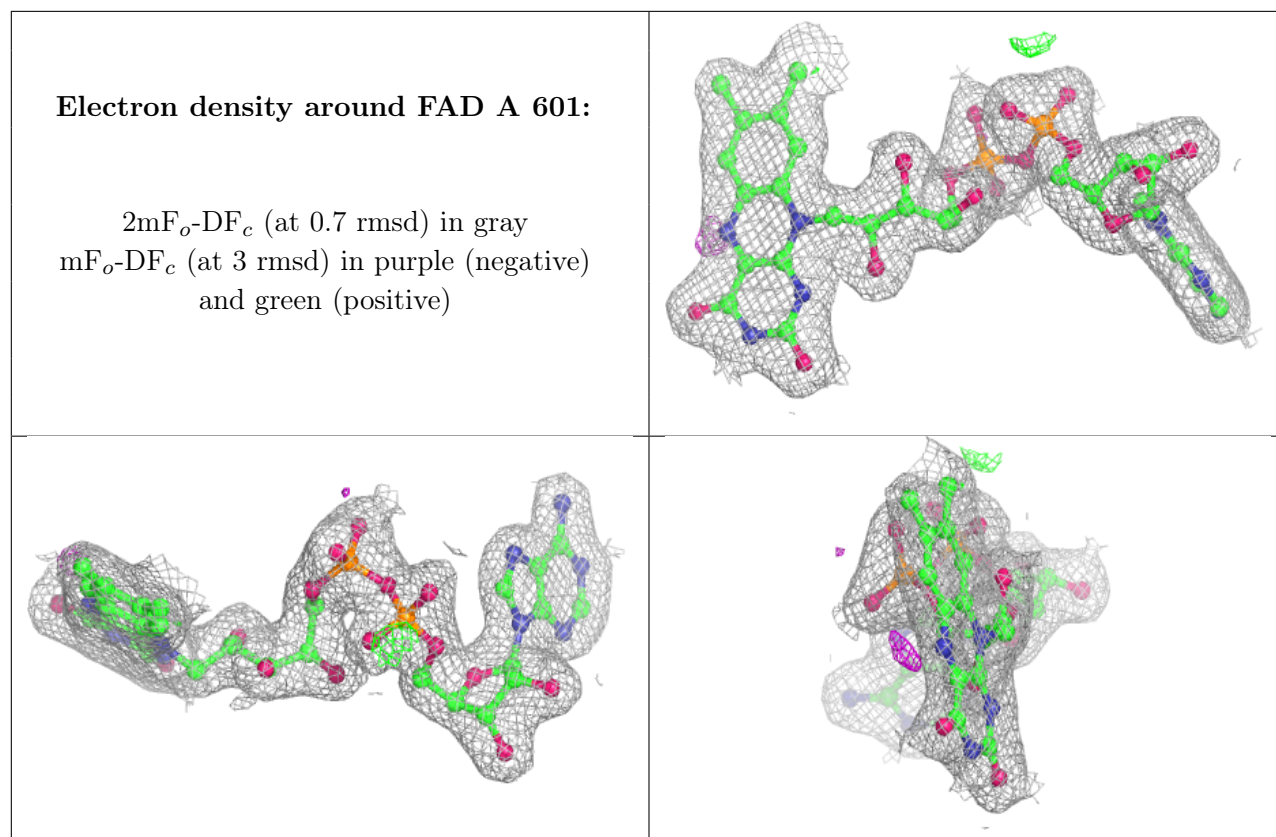 Electron density around FAD A 601:
2mFo-DFc (at 0.7 rmsd) in gray
mFo-DFc (at 3 rmsd) in purple (negative)
and green (positive)